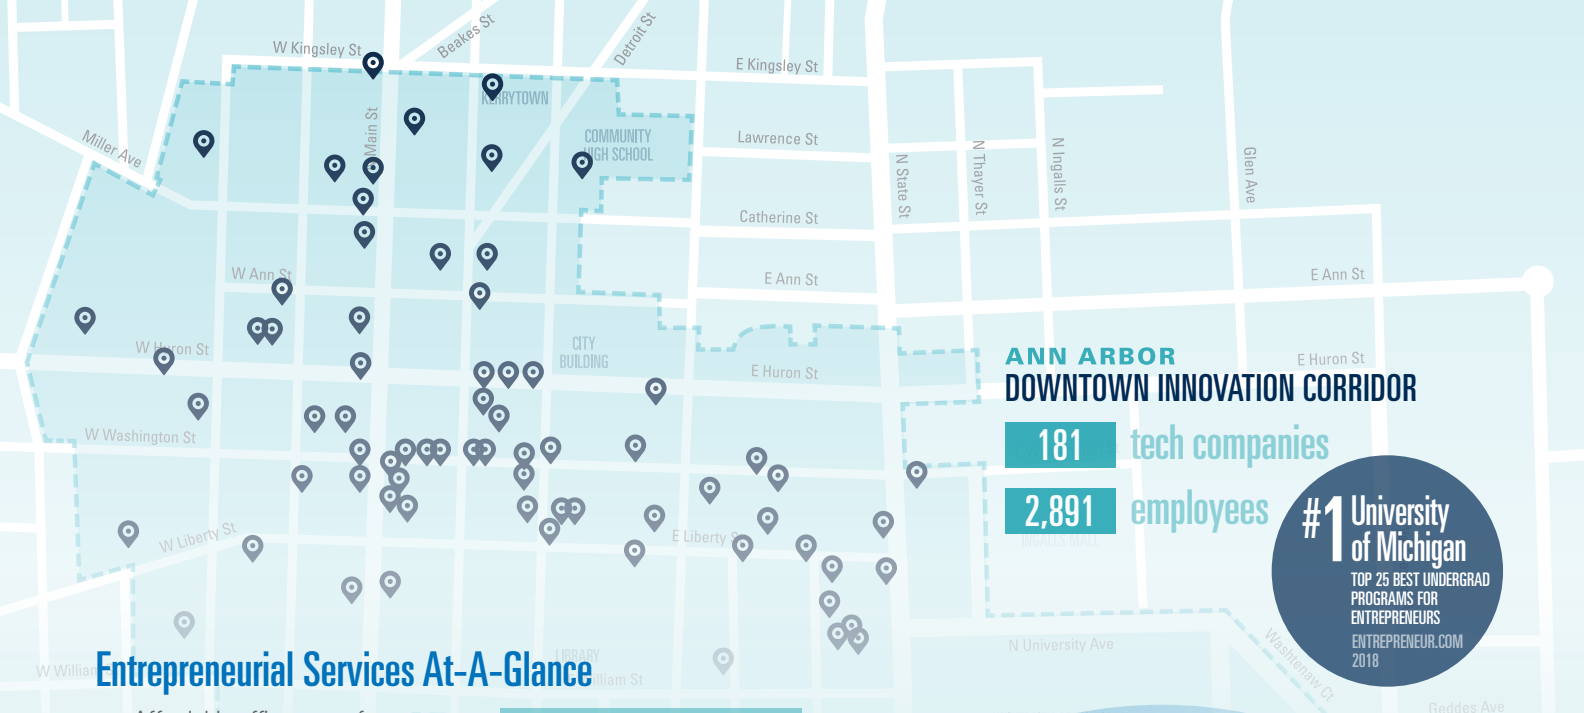 W Kingsley St
Beakes St
Detroit St
E Kingsley St
KERRYTOWN
Main St
COMMUNITY
HIGH SCHOOL
Lawrence St
Miller Ave
N State St
N Thayer St
N Ingalls St
Glen Ave
Catherine St
W Ann St
E Ann St
E Ann St
W Huron St
CITY
BUILDING
E Huron St
E Huron St
ANN ARBOR
DOWNTOWN INNOVATION CORRIDOR
181 tech companies
2,891 employees
INGALLS MALL
#1 University
of Michigan
TOP 25 BEST UNDERGRAD
PROGRAMS FOR
ENTREPRENEURS
ENTREPRENEUR.COM
2018
W Washington St
W Liberty St
E Liberty S
N University Ave
Washtenaw Ct
Geddes Ave
LIBRARY
W William
illiam St
Entrepreneurial Services At-A-Glance